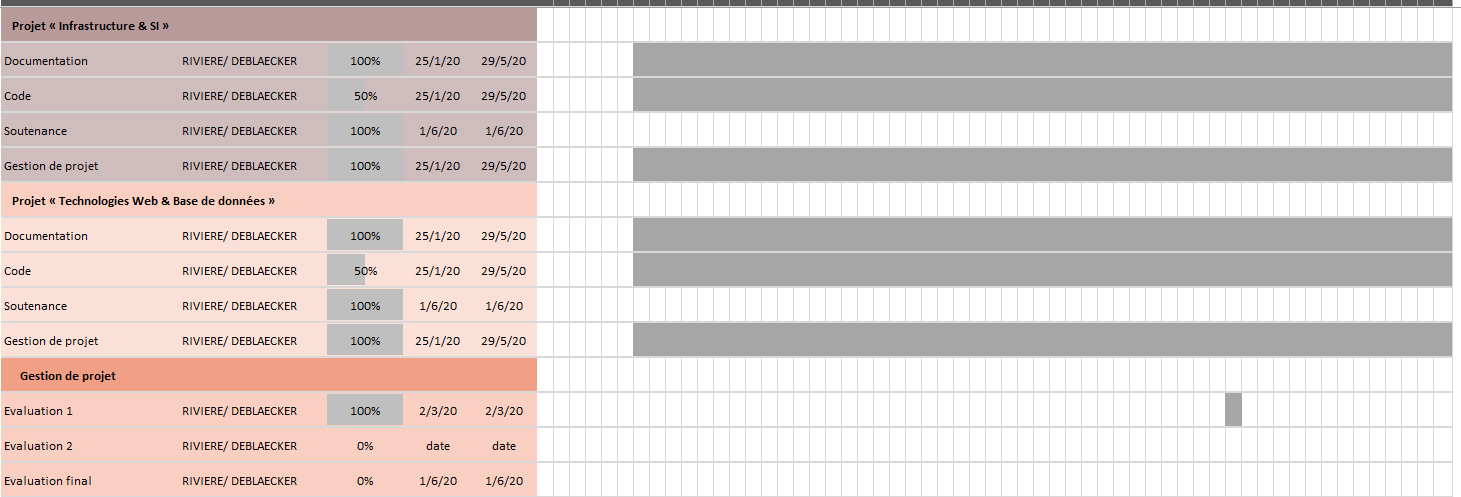 Projet « Infrastructure & SI »
Documentation RIVIERE/ DEBLAECKER 100% 25/1/20 29/5/20
Code RIVIERE/ DEBLAECKER 50% 25/1/20 29/5/20
Soutenance RIVIERE/ DEBLAECKER 100% 1/6/20 1/6/20
Gestion de projet RIVIERE/ DEBLAECKER 100% 25/1/20 29/5/20
Projet « Technologies Web & Base de données »
Documentation RIVIERE/ DEBLAECKER 100% 25/1/20 29/5/20
Code RIVIERE/ DEBLAECKER 50% 25/1/20 29/5/20
Soutenance RIVIERE/ DEBLAECKER 100% 1/6/20 1/6/20
Gestion de projet RIVIERE/ DEBLAECKER 100% 25/1/20 29/5/20
Gestion de projet
Evaluation 1 RIVIERE/ DEBLAECKER 100% 2/3/20 2/3/20
Evaluation 2 RIVIERE/ DEBLAECKER 0% date date
Evaluation final RIVIERE/ DEBLAECKER 0% 1/6/20 1/6/20